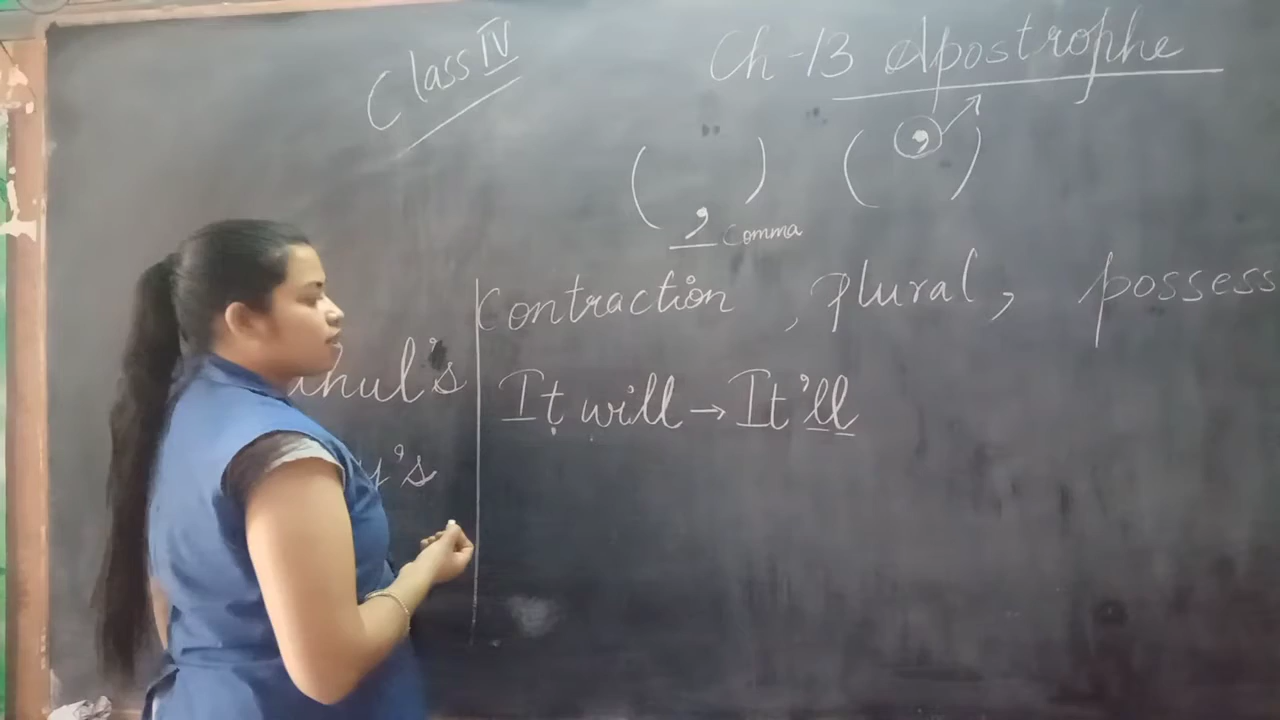 Class IV
Ch-13 Apostrophe
( , ) ( ’ )
comma
Contraction, Plural, possess
It will → It'll